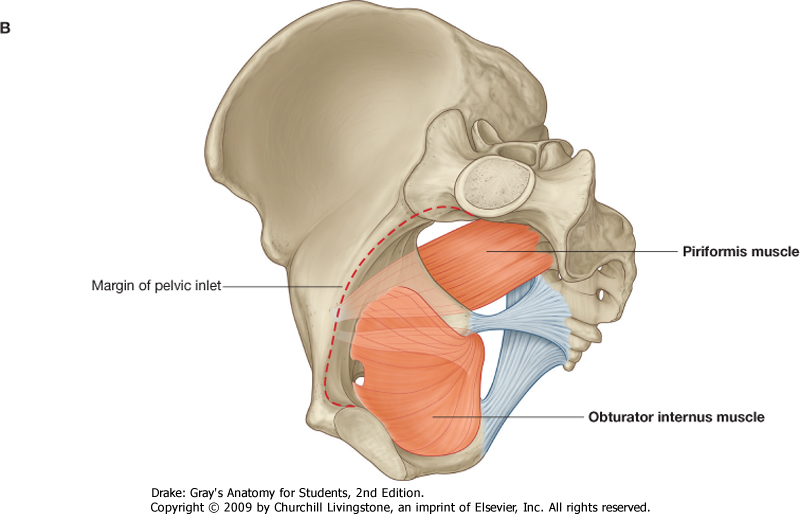 B
Piriformis muscle
Margin of pelvic inlet
Obturator internus muscle
Drake: Gray's Anatomy for Students, 2nd Edition.
Copyright © 2009 by Churchill Livingstone, an imprint of Elsevier, Inc. All rights reserved.